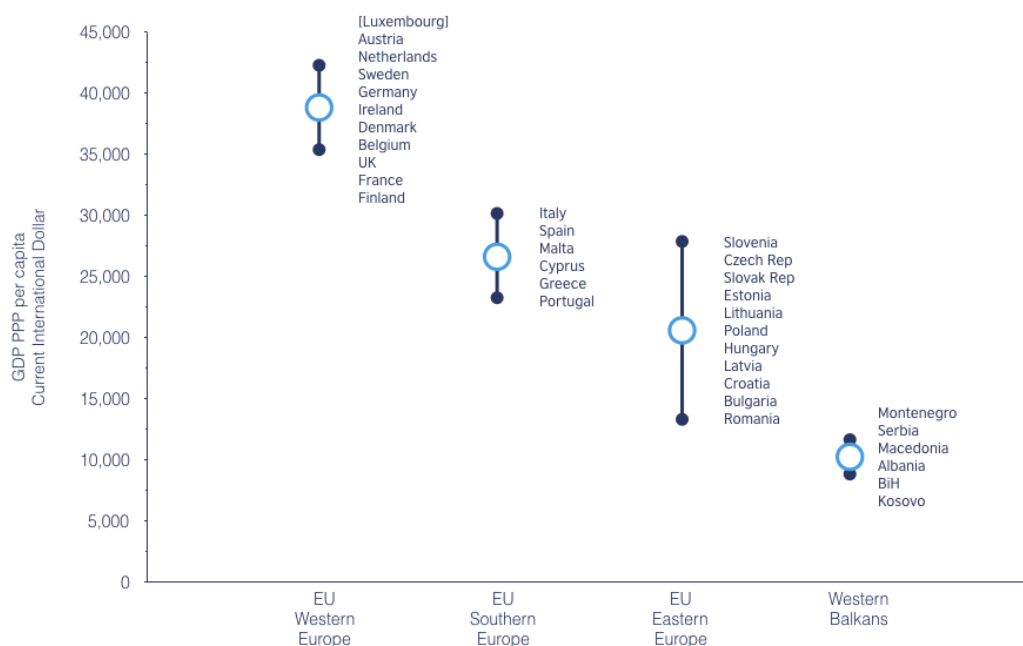 GDP PPP per capita
Current International Dollar
45,000
40,000
35,000
30,000
25,000
20,000
15,000
10,000
5,000
0
[Luxembourg]
Austria
Netherlands
Sweden
Germany
Ireland
Denmark
Belgium
UK
France
Finland
Italy
Spain
Malta
Cyprus
Greece
Portugal
Slovenia
Czech Rep
Slovak Rep
Estonia
Lithuania
Poland
Hungary
Latvia
Croatia
Bulgaria
Romania
Montenegro
Serbia
Macedonia
Albania
BiH
Kosovo
EU
Western
Europe
EU
Southern
Europe
EU
Eastern
Europe
Western
Balkans